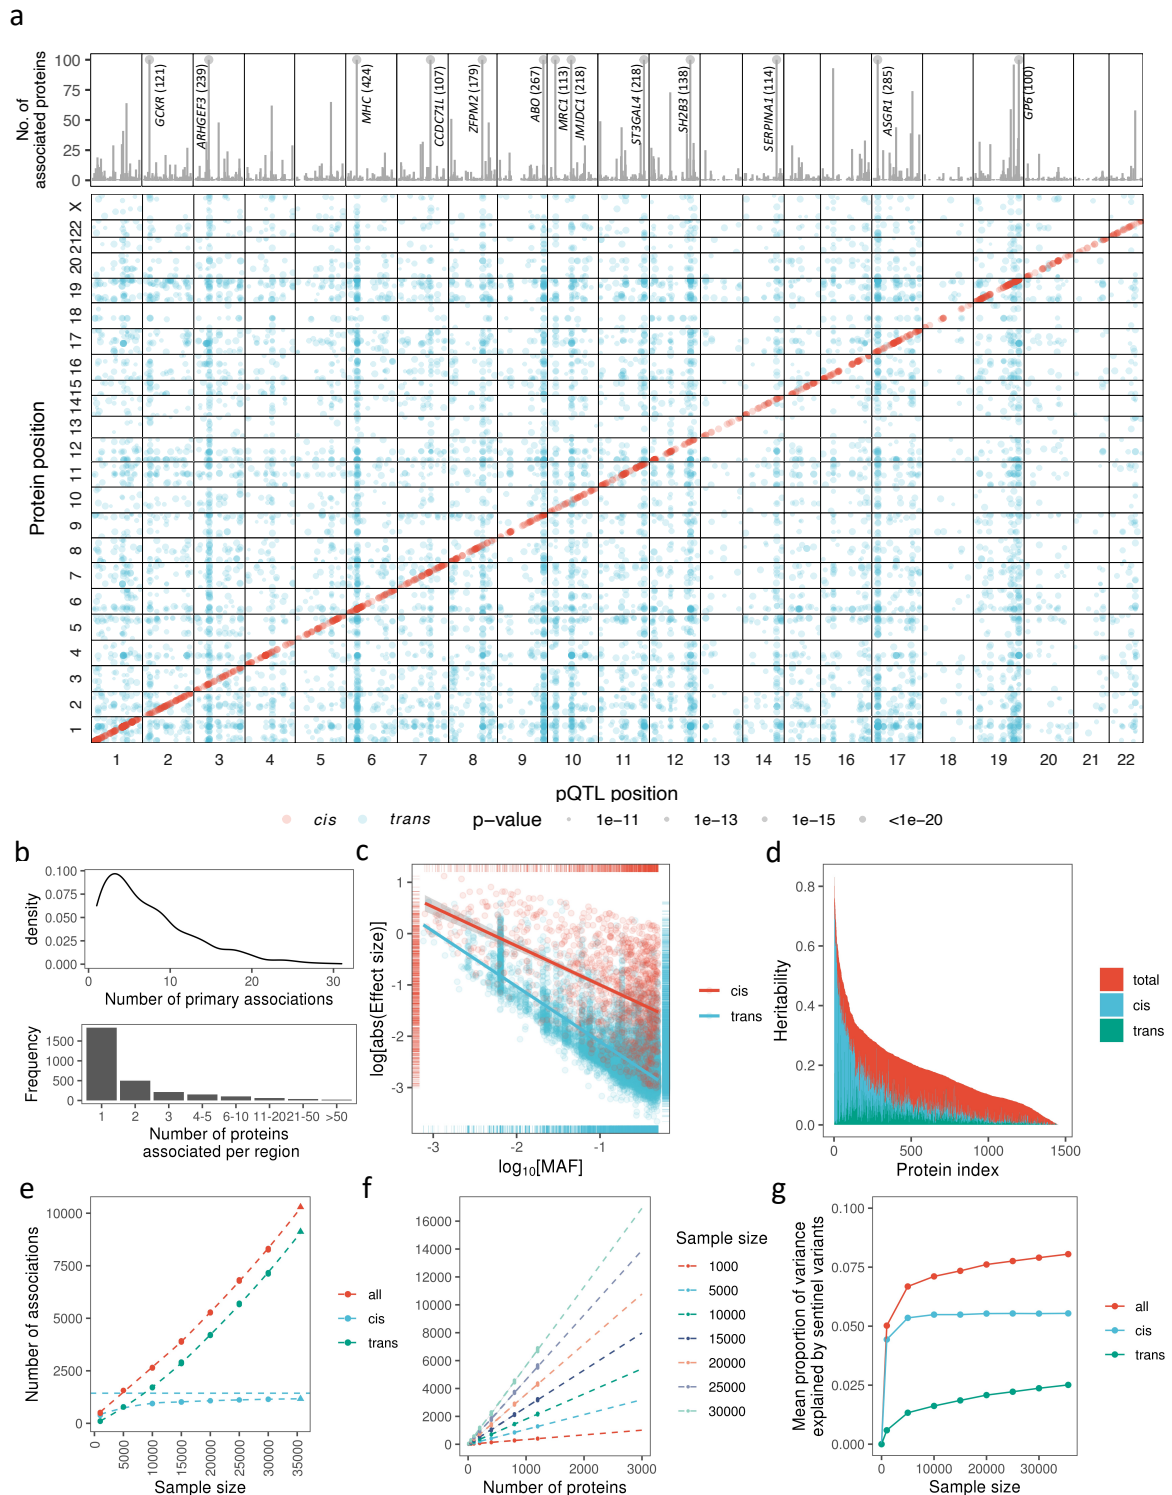 a
No. of
associated proteins
100
75
50
25
0
GCKR (121)
ARHGEF3 (239)
MHC (424)
CCDC71L (107)
ZFPM2 (179)
ABO (267)
MRC1 (113)
JMJDC1 (218)
ST3GAL4 (218)
SH2B3 (138)
SERPINA1 (114)
ASGR1 (285)
GP6 (100)
Protein position
X
22
21
20
19
18
17
16
15
14
13
12
11
10
9
8
7
6
5
4
3
2
1
1 2 3 4 5 6 7 8 9 10 11 12 13 14 15 16 17 18 19 20 21 22
pQTL position
cis trans p−value 1e−11 1e−13 1e−15 <1e−20
b
density
0.100
0.075
0.050
0.025
0.000
0 10 20 30
Number of primary associations
Frequency
1500
1000
500
0
1 2 3 4-5 6-10 11-20 21-50 >50
Number of proteins
associated per region
c
log[abs(Effect size)]
1
0
-1
-2
-3
-3 -2 -1
log10[MAF]
cis
trans
d
Heritability
0.8
0.6
0.4
0.2
0.0
0 500 1000 1500
Protein index
total
cis
trans
e
Number of associations
10000
7500
5000
2500
0
0 5000 10000 15000 20000 25000 30000 35000
Sample size
all
cis
trans
f
16000
14000
12000
10000
8000
6000
4000
2000
0
0 1000 2000 3000
Number of proteins
Sample size
1000
5000
10000
15000
20000
25000
30000
g
Mean proportion of variance
explained by sentinel variants
0.100
0.075
0.050
0.025
0.000
0 10000 20000 30000
Sample size
all
cis
trans